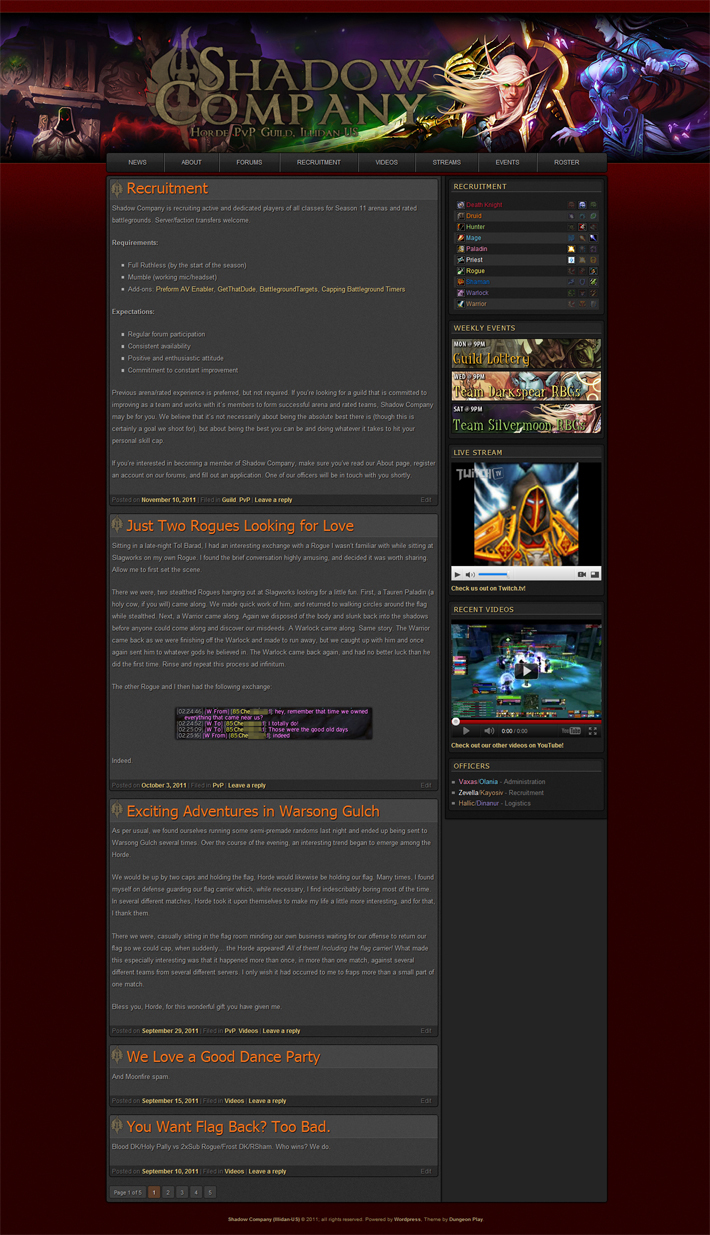 Shadow
Company
Horde PvP Guild, Illidan US
NEWS ABOUT FORUMS RECRUITMENT VIDEOS STREAMS EVENTS ROSTER
Recruitment
Shadow Company is recruiting active and dedicated players of all classes for Season 11 arenas and rated
battlegrounds. Server/faction transfers welcome.
Requirements:
Full Ruthless (by the start of the season)
Mumble (working mic/headset)
Add-ons: Preform AV Enabler, GetThatDude, BattlegroundTargets, Capping Battleground Timers
Expectations:
Regular forum participation
Consistent availability
Positive and enthusiastic attitude
Commitment to constant improvement
Previous arena/rated experience is preferred, but not required. If you're looking for a guild that is committed to
improving as a team and works with it's members to form successful arena and rated teams, Shadow Company
may be for you. We believe that it's not necessarily about being the absolute best there is (though this is
certainly a goal we shoot for), but about being the best you can be and doing whatever it takes to hit your
personal skill cap.
If you're interested in becoming a member of Shadow Company, make sure you've read our About page, register
an account on our forums, and fill out an application. One of our officers will be in touch with you shortly.
Posted on November 10, 2011 | Filed in Guild, PvP | Leave a reply Edit
Just Two Rogues Looking for Love
Sitting in a late-night Tol Barad, I had an interesting exchange with a Rogue I wasn't familiar with while sitting at
Slagworks on my own Rogue. I found the brief conversation highly amusing, and decided it was worth sharing.
Allow me to first set the scene.
There we were, two stealthed Rogues hanging out at Slagworks looking for a little fun. First, a Tauren Paladin (a
holy cow, if you will) came along. We made quick work of him, and returned to walking circles around the flag
while stealthed. Next, a Warrior came along. Again we disposed of the body and slunk back into the shadows
before anyone could come along and discover our misdeeds. A Warlock came along. Same story. The Warrior
came back as we were finishing off the Warlock and made to run away, but we caught up with him and once
again sent him to whatever gods he believed in. The Warlock came back again, and had no better luck than he
did the first time. Rinse and repeat this process ad infinitum.
The other Rogue and I then had the following exchange:
[02:24:46] [W From] [85:Che !] hey, remember that time we owned
everything that came near us?
[02:24:52] [W To] [85:Che !] I totally do!
[02:25:09] [W To] [85:Che !] Those were the good old days
[02:25:16] [W From] [85:Che !] indeed
Indeed.
Posted on October 3, 2011 | Filed in PvP | Leave a reply Edit
Exciting Adventures in Warsong Gulch
As per usual, we found ourselves running some semi-premade randoms last night and ended up being sent to
Warsong Gulch several times. Over the course of the evening, an interesting trend began to emerge among the
Horde.
We would be up by two caps and holding the flag, Horde would likewise be holding our flag. Many times, I found
myself on defense guarding our flag carrier which, while necessary, I find indescribably boring most of the time.
In several different matches, Horde took it upon themselves to make my life a little more interesting, and for that,
I thank them.
There we were, casually sitting in the flag room minding our own business waiting for our offense to return our
flag so we could cap, when suddenly... the Horde appeared! All of them! Including the flag carrier! What made
this especially interesting was that it happened more than once, in more than one match, against several
different teams from several different servers. I only wish it had occurred to me to fraps more than a small part of
one match.
Bless you, Horde, for this wonderful gift you have given me.
Posted on September 29, 2011 | Filed in PvP, Videos | Leave a reply Edit
We Love a Good Dance Party
And Moonfire spam.
Posted on September 15, 2011 | Filed in Videos | Leave a reply Edit
You Want Flag Back? Too Bad.
Blood DK/Holy Pally vs 2xSub Rogue/Frost DK/RSham. Who wins? We do.
Posted on September 10, 2011 | Filed in Videos | Leave a reply Edit
Page 1 of 5 1 2 3 4 5
RECRUITMENT
Death Knight
Druid
Hunter
Mage
Paladin
Priest
Rogue
Shaman
Warlock
Warrior
WEEKLY EVENTS
MON @ 9PM
Guild Lottery
WED @ 9PM
Team Darkspear RBGs
SAT @ 9PM
Team Silvermoon RBGs
LIVE STREAM
TWITCH TV
Check us out on Twitch.tv!
RECENT VIDEOS
0:00 / 0:00 YouTube
Check out our other videos on YouTube!
OFFICERS
Vaxas/Olania - Administration
Zevella/Kayosiv - Recruitment
Hallic/Dinanur - Logistics
Shadow Company (Illidan-US) © 2011, all rights reserved. Powered by Wordpress. Theme by Dungeon Play.